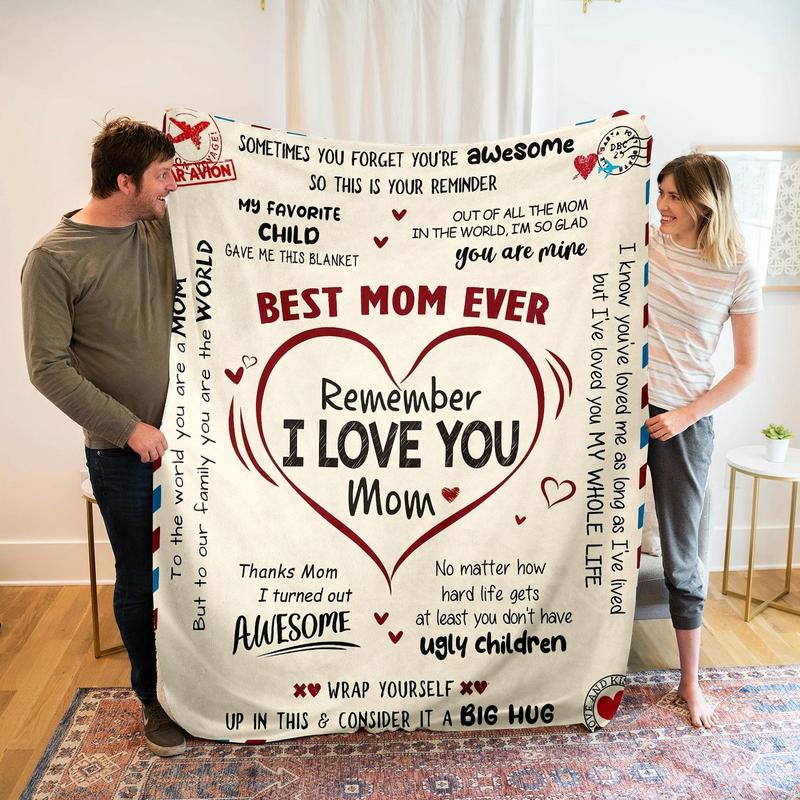 SOMETIMES YOU FORGET YOU'RE awesome
SO THIS IS YOUR REMINDER
MY FAVORITE
CHILD
GAVE ME THIS BLANKET
OUT OF ALL THE MOM
IN THE WORLD, I'M SO GLAD
you are mine
BEST MOM EVER
Remember
I LOVE YOU
Mom
To the world you are a MOM
But to our family you are the WORLD
I know you've loved me as long as I've lived
but I've loved you MY WHOLE LIFE
Thanks Mom
I turned out
AWESOME
No matter how
hard life gets
at least you don't have
ugly children
WRAP YOURSELF
UP IN THIS & CONSIDER IT A BIG HUG
AVION
DEC